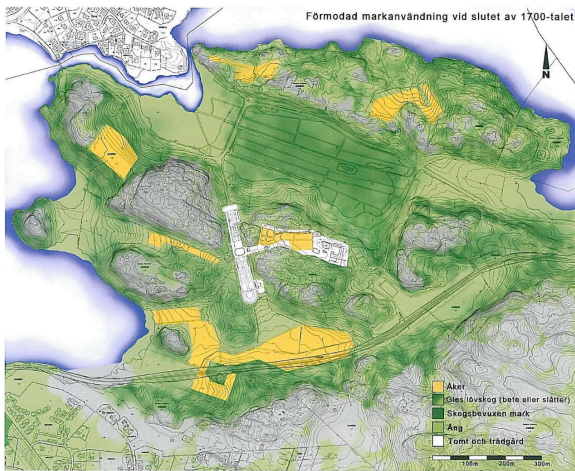 Förmodad markanvändning vid slutet av 1700-talet
N
Åker
Gles lövskog (bete eller slåtter)
Skogsbevuxen mark
Äng
Tomt och trädgård
100m 200m 300m